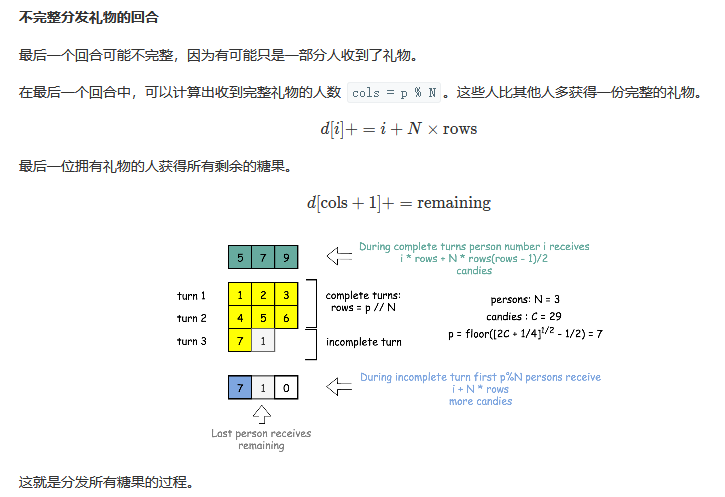 不完整分发礼物的回合
最后一个回合可能不完整，因为有可能只是一部分人收到了礼物。
在最后一个回合中，可以计算出收到完整礼物的人数 cols = p % N 。这些人比其他人多获得一份完整的礼物。
d[i]+ = i + N × rows
最后一位拥有礼物的人获得所有剩余的糖果。
d[cols + 1]+ = remaining
5 7 9
During complete turns person number i receives
i * rows + N * rows(rows - 1)/2
candies
turn 1 1 2 3
turn 2 4 5 6
turn 3 7 1
complete turns:
rows = p // N
incomplete turn
persons: N = 3
candies : C = 29
p = floor([2C + 1/4]^1/2 - 1/2) = 7
7 1 0
During incomplete turn first p%N persons receive
i + N * rows
more candies
Last person receives
remaining
这就是分发所有糖果的过程。